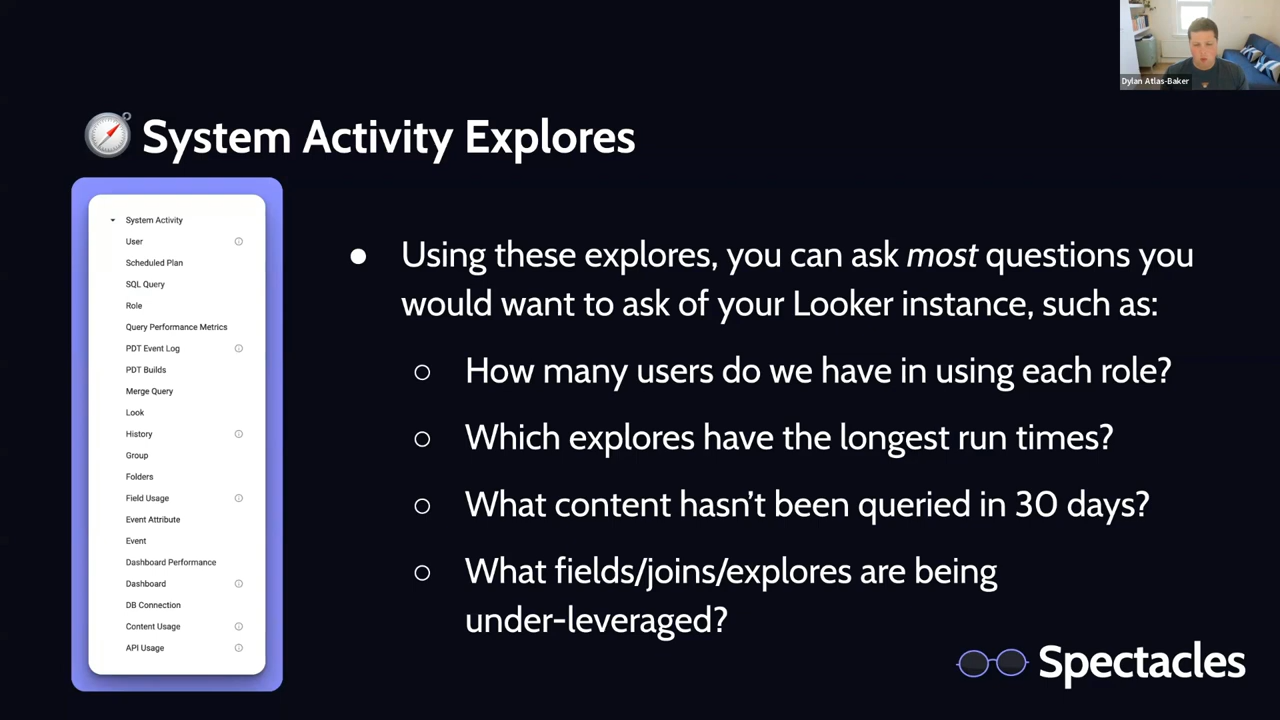 Dylan Atlas-Baker
System Activity Explores
System Activity
User
Scheduled Plan
SQL Query
Role
Query Performance Metrics
PDT Event Log
PDT Builds
Merge Query
Look
History
Group
Folders
Field Usage
Event Attribute
Event
Dashboard Performance
Dashboard
DB Connection
Content Usage
API Usage
Using these explores, you can ask most questions you
would want to ask of your Looker instance, such as:
How many users do we have in using each role?
Which explores have the longest run times?
What content hasn’t been queried in 30 days?
What fields/joins/explores are being
under-leveraged?
Spectacles